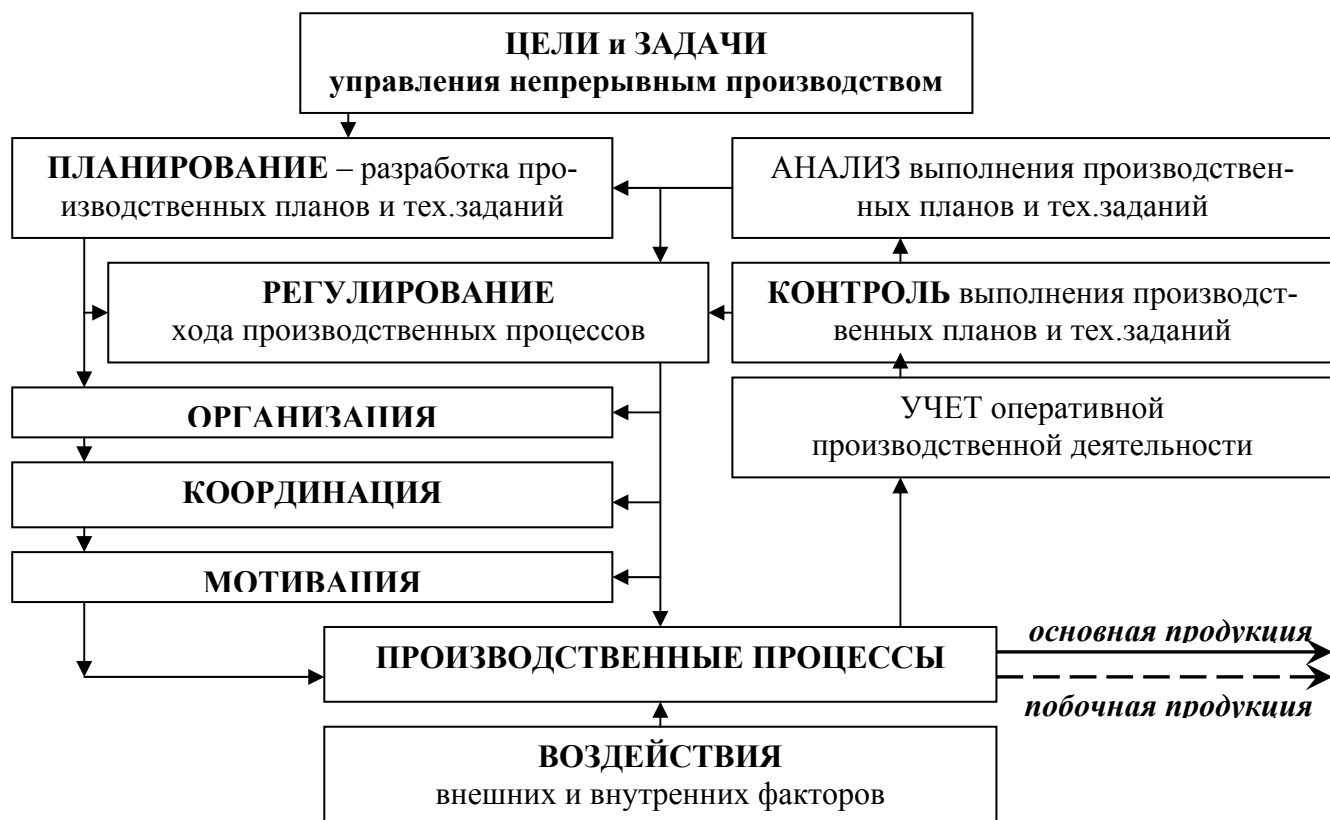 ЦЕЛИ и ЗАДАЧИ
управления непрерывным производством
ПЛАНИРОВАНИЕ – разработка про-
изводственных планов и тех.заданий
АНАЛИЗ выполнения производствен-
ных планов и тех.заданий
РЕГУЛИРОВАНИЕ
хода производственных процессов
КОНТРОЛЬ выполнения производст-
венных планов и тех.заданий
ОРГАНИЗАЦИЯ
УЧЕТ оперативной
производственной деятельности
КООРДИНАЦИЯ
МОТИВАЦИЯ
ПРОИЗВОДСТВЕННЫЕ ПРОЦЕССЫ
основная продукция
побочная продукция
ВОЗДЕЙСТВИЯ
внешних и внутренних факторов